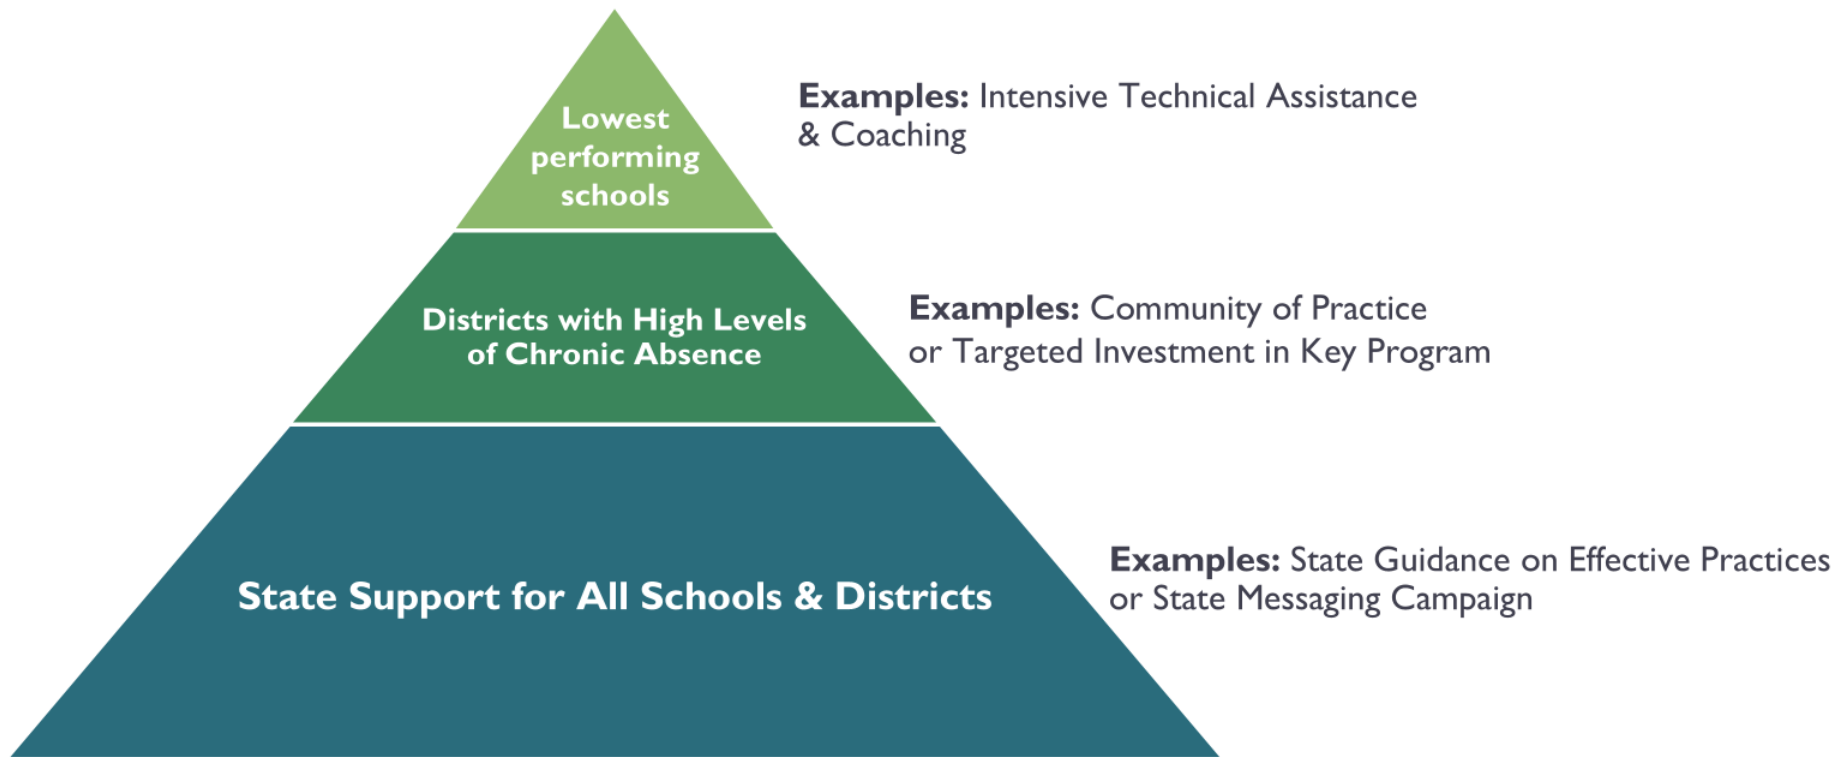 Lowest
performing
schools
Examples: Intensive Technical Assistance
& Coaching
Districts with High Levels
of Chronic Absence
Examples: Community of Practice
or Targeted Investment in Key Program
State Support for All Schools & Districts
Examples: State Guidance on Effective Practices
or State Messaging Campaign